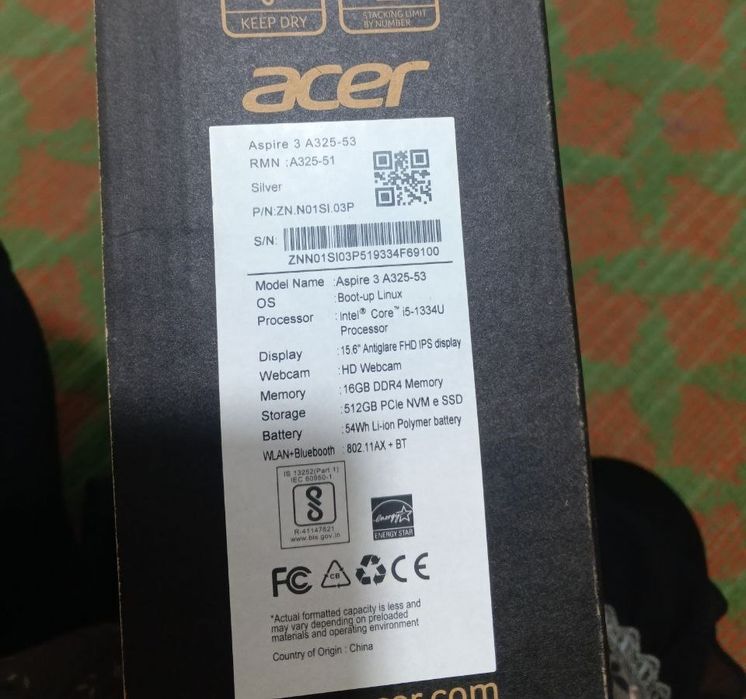 KEEP DRY
STACKING LIMIT
BY NUMBER
acer
Aspire 3 A325-53
RMN :A325-51
Silver
P/N:ZN.N01SI.03P
S/N:
ZNN01SI03P519334F69100
Model Name :Aspire 3 A325-53
OS :Boot-up Linux
Processor :Intel® Core™ i5-1334U
Processor
Display :15.6" Antiglare FHD IPS display
Webcam :HD Webcam
Memory :16GB DDR4 Memory
Storage :512GB PCIe NVM e SSD
Battery :54Wh Li-ion Polymer battery
WLAN+Bluebooth :802.11AX + BT
IS 13252(Part 1)
IEC 60950-1
R-41147621
www.bis.gov.in
energy
ENERGY STAR
FC CB CE
*Actual formatted capacity is less and
may vary depending on preloaded
materials and operating environment
Country of Origin : China
cer.com